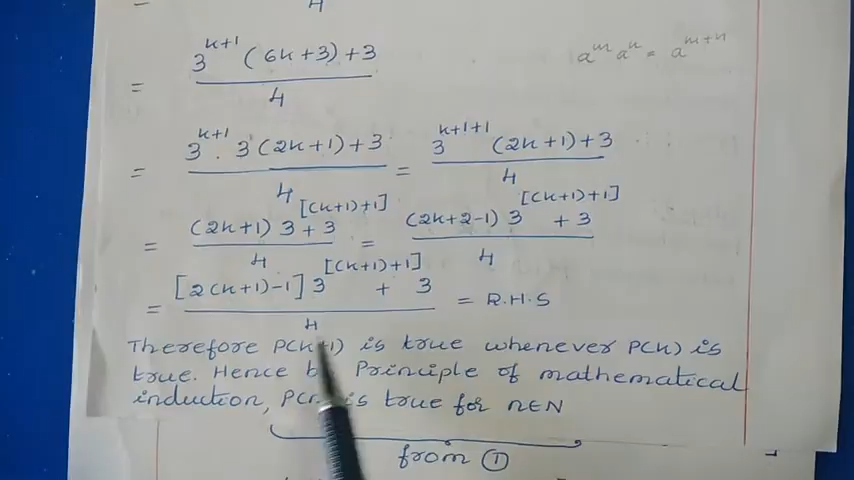 4
= 3^{k+1} (6k+3) + 3 / 4
a^m a^n = a^{m+n}
= 3^{k+1} . 3 (2k+1) + 3 / 4 = 3^{k+1+1} (2k+1) + 3 / 4
= (2k+1) 3^{[(k+1)+1]} + 3 / 4 = (2k+2-1) 3^{[(k+1)+1]} + 3 / 4
= [2(k+1)-1] 3^{[(k+1)+1]} + 3 / 4 = R.H.S
Therefore P(k+1) is true whenever P(k) is
true. Hence by Principle of mathematical
induction, P(n) is true for n∈N
from ①